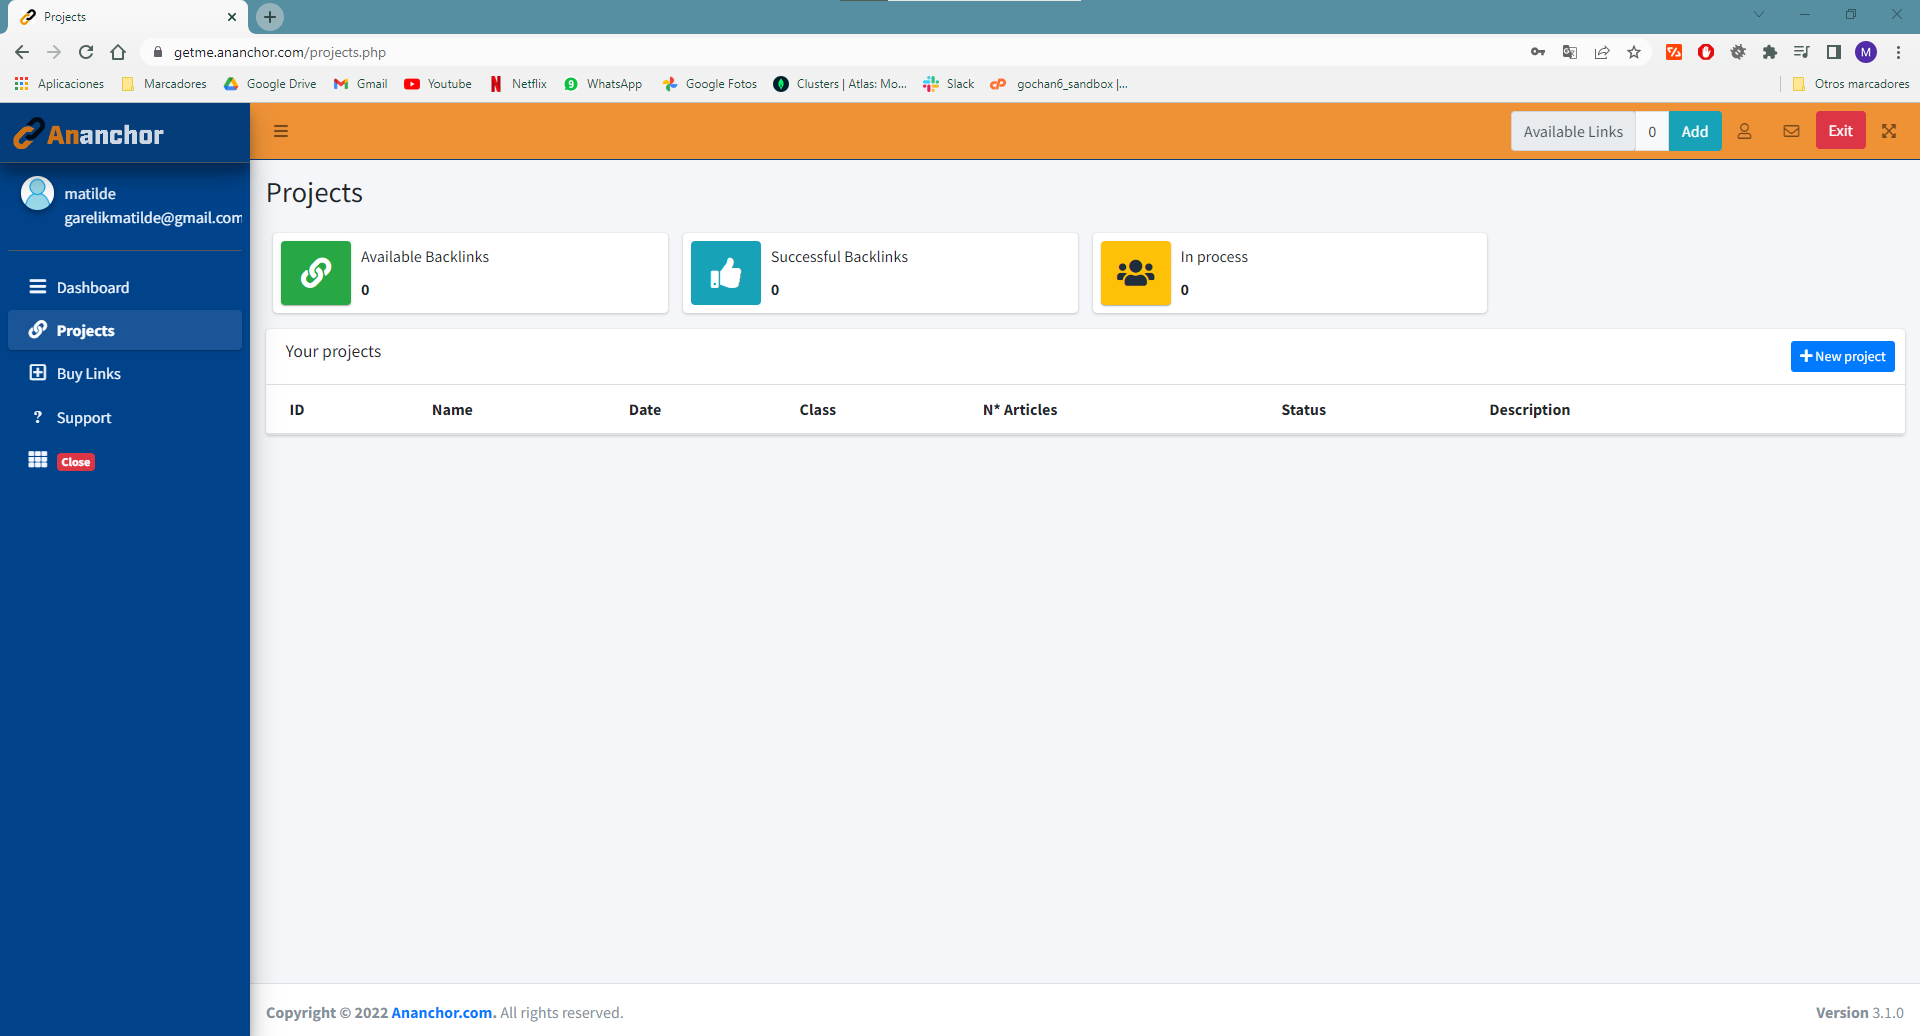 Projects
getme.ananchor.com/projects.php
M
Aplicaciones Marcadores Google Drive Gmail Youtube Netflix 9 WhatsApp Google Fotos Clusters | Atlas: Mo... Slack gochan6_sandbox |... Otros marcadores
Ananchor
Available Links 0 Add Exit
matilde
garelikmatilde@gmail.com
Dashboard
Projects
Buy Links
Support
Close
Projects
Available Backlinks
0
Successful Backlinks
0
In process
0
Your projects
New project
ID Name Date Class N* Articles Status Description
Copyright © 2022 Ananchor.com. All rights reserved.
Version 3.1.0